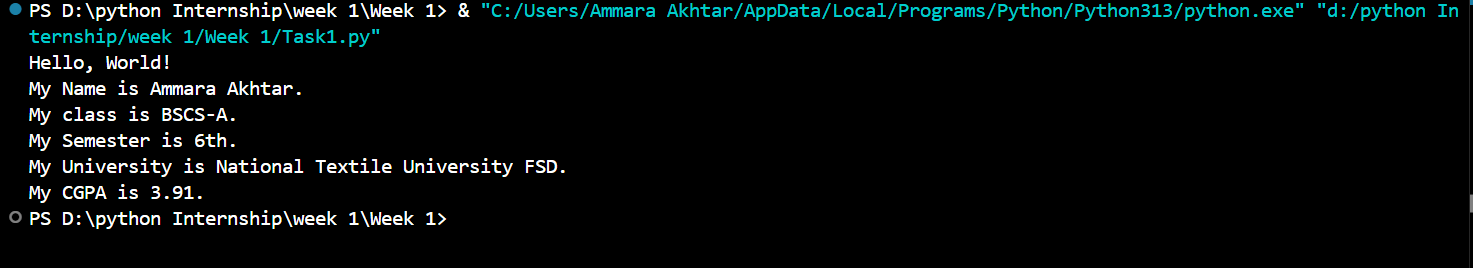 PS D:\python Internship\week 1\Week 1> & "C:/Users/Ammara Akhtar/AppData/Local/Programs/Python/Python313/python.exe" "d:/python In
ternship/week 1/Week 1/Task1.py"
Hello, World!
My Name is Ammara Akhtar.
My class is BSCS-A.
My Semester is 6th.
My University is National Textile University FSD.
My CGPA is 3.91.
PS D:\python Internship\week 1\Week 1>